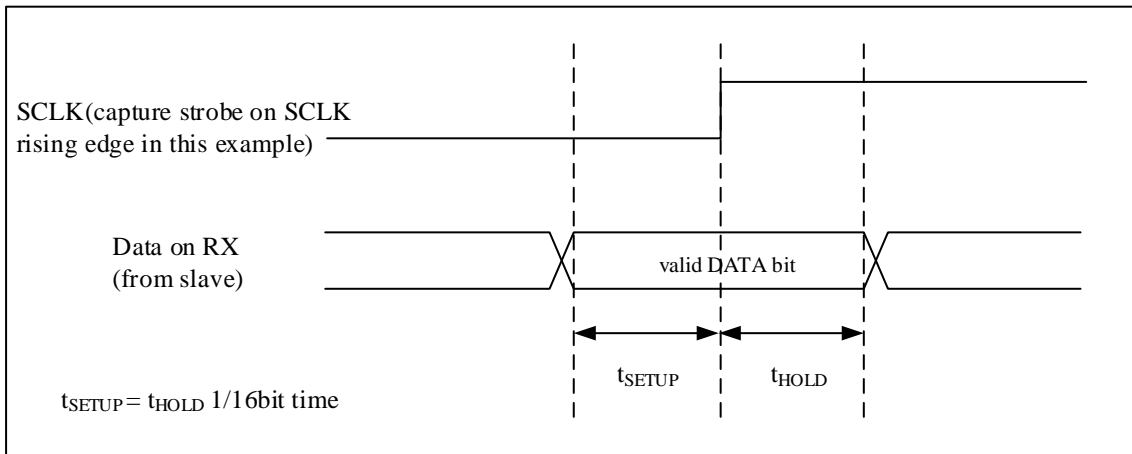 SCLK(capture strobe on SCLK
rising edge in this example)
Data on RX
(from slave)
valid DATA bit
tSETUP
tHOLD
tSETUP = tHOLD 1/16bit time